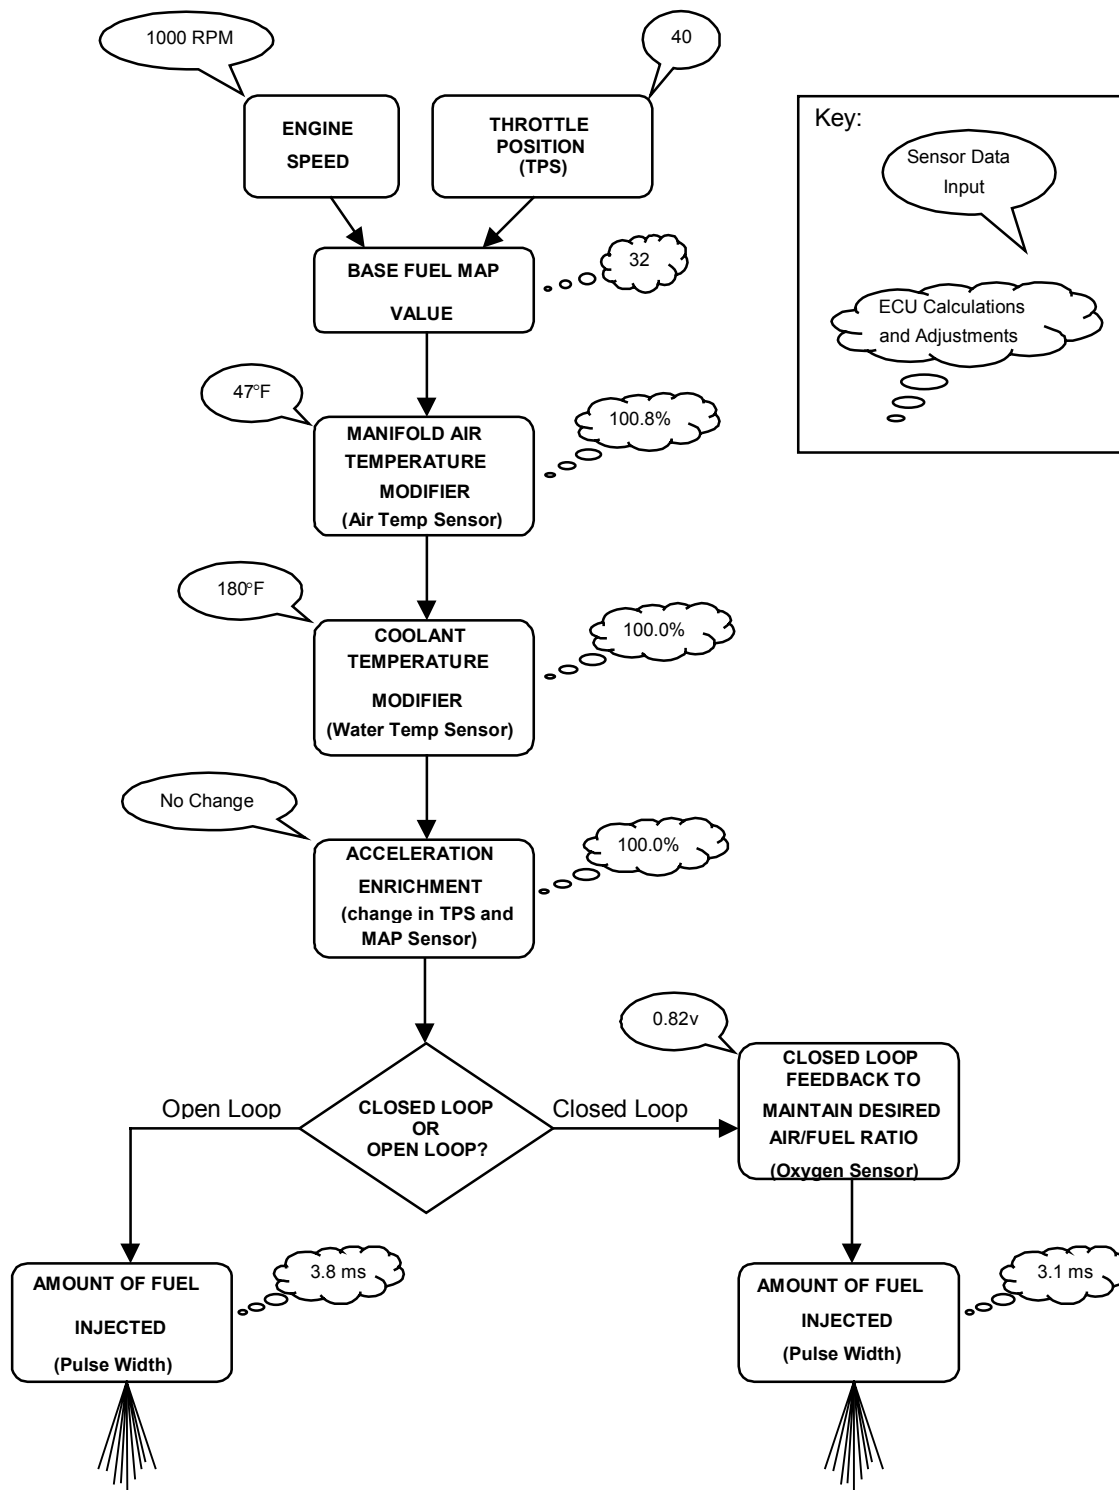 1000 RPM
40
ENGINE
SPEED
THROTTLE
POSITION
(TPS)
Key:
Sensor Data
Input
ECU Calculations
and Adjustments
BASE FUEL MAP
VALUE
32
47°F
MANIFOLD AIR
TEMPERATURE
MODIFIER
(Air Temp Sensor)
100.8%
180°F
COOLANT
TEMPERATURE
MODIFIER
(Water Temp Sensor)
100.0%
No Change
ACCELERATION
ENRICHMENT
(change in TPS and
MAP Sensor)
100.0%
CLOSED LOOP
OR
OPEN LOOP?
Open Loop
Closed Loop
0.82v
CLOSED LOOP
FEEDBACK TO
MAINTAIN DESIRED
AIR/FUEL RATIO
(Oxygen Sensor)
AMOUNT OF FUEL
INJECTED
(Pulse Width)
3.8 ms
AMOUNT OF FUEL
INJECTED
(Pulse Width)
3.1 ms